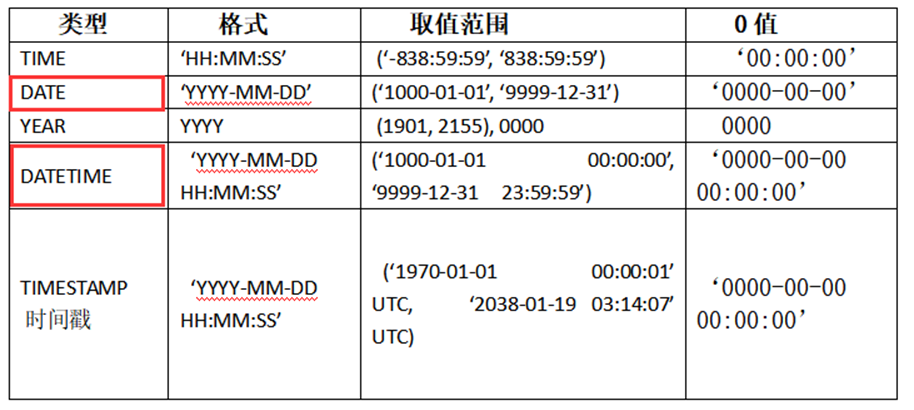 类型 格式 取值范围 0 值
TIME ‘HH:MM:SS’ (‘-838:59:59’, ‘838:59:59’) ‘00:00:00’
DATE ‘YYYY-MM-DD’ (‘1000-01-01’, ‘9999-12-31’) ‘0000-00-00’
YEAR YYYY (1901, 2155), 0000 0000
DATETIME
‘YYYY-MM-DD
HH:MM:SS’
(‘1000-01-01 00:00:00’,
‘9999-12-31 23:59:59’)
‘0000-00-00
00:00:00’
TIMESTAMP
时间戳
‘YYYY-MM-DD
HH:MM:SS’
(‘1970-01-01 00:00:01’
UTC, ‘2038-01-19 03:14:07’
UTC)
‘0000-00-00
00:00:00’